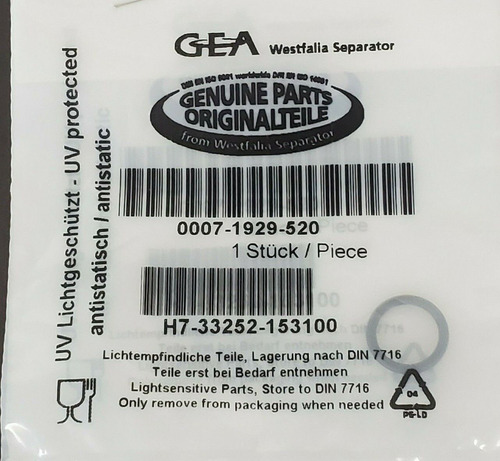 GEA Westfalia Separator
DIN EN ISO 9001 worldwide DIN EN ISO 14001
GENUINE PARTS
ORIGINALTEILE
from Westfalia Separator
0007-1929-520
1 Stück / Piece
H7-33252-153100
Lichtempfindliche Teile, Lagerung nach DIN 7716
Teile erst bei Bedarf entnehmen
Lightsensitive Parts, Store to DIN 7716
Only remove from packaging when needed
04
PE-LD
UV Lichtgeschützt - UV protected
antistatisch / antistatic